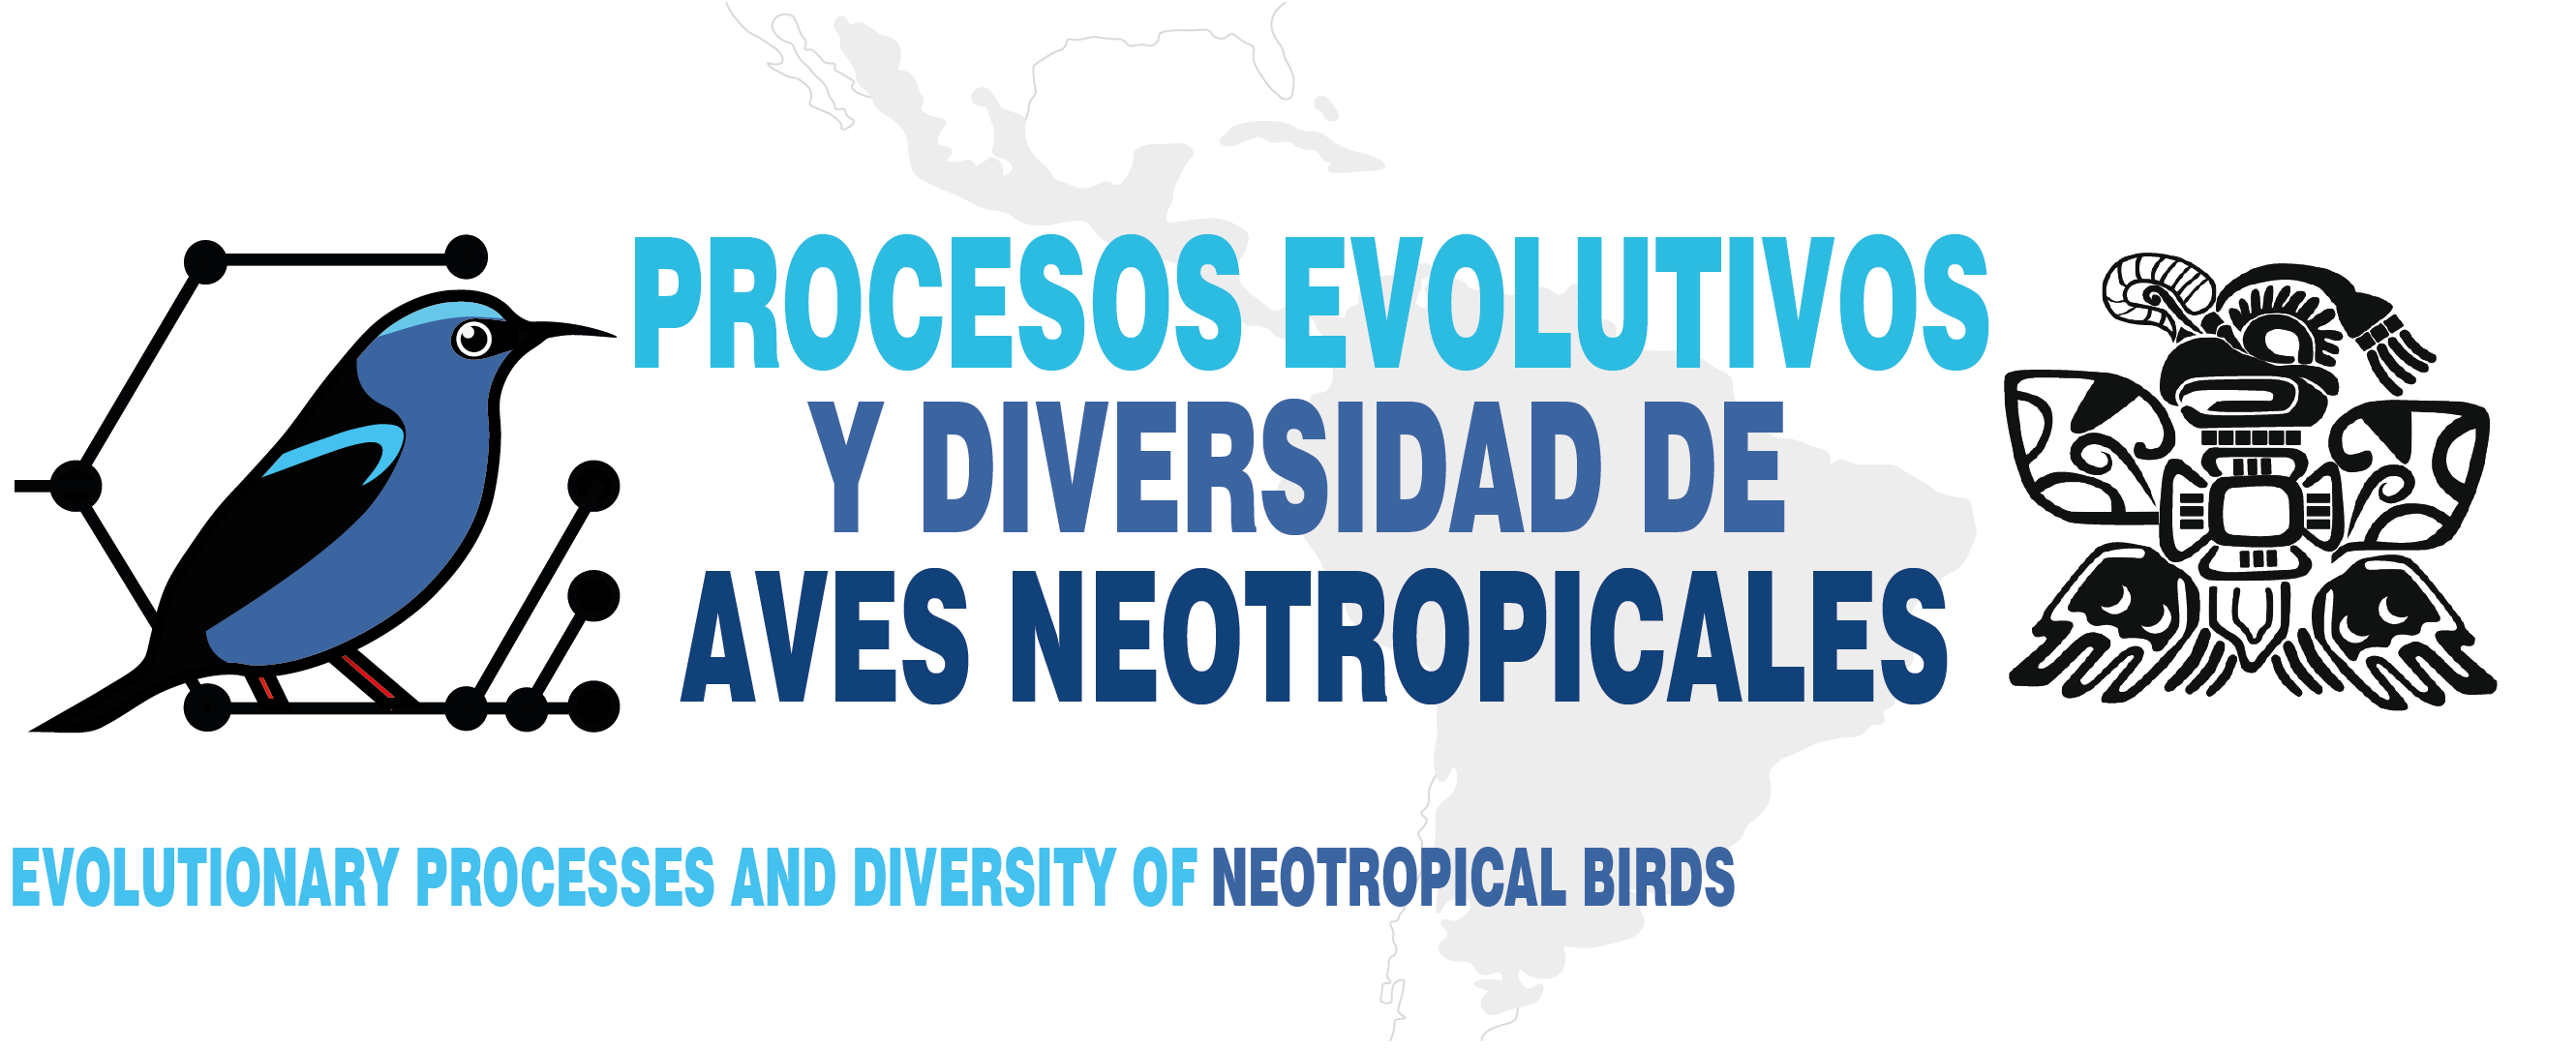 PROCESOS EVOLUTIVOS
Y DIVERSIDAD DE
AVES NEOTROPICALES
EVOLUTIONARY PROCESSES AND DIVERSITY OF NEOTROPICAL BIRDS